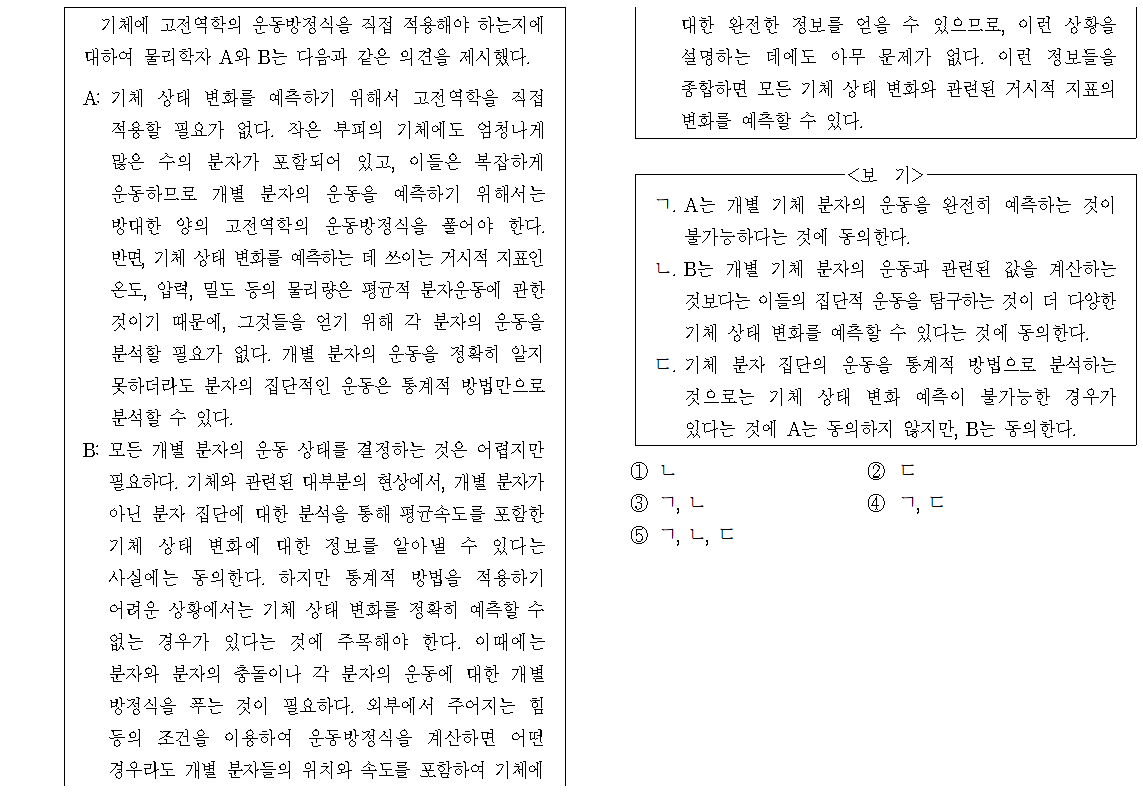 기체에 고전역학의 운동방정식을 직접 적용해야 하는지에
대하여 물리학자 A와 B는 다음과 같은 의견을 제시했다.
A: 기체 상태 변화를 예측하기 위해서 고전역학을 직접
적용할 필요가 없다. 작은 부피의 기체에도 엄청나게
많은 수의 분자가 포함되어 있고, 이들은 복잡하게
운동하므로 개별 분자의 운동을 예측하기 위해서는
방대한 양의 고전역학의 운동방정식을 풀어야 한다.
반면, 기체 상태 변화를 예측하는 데 쓰이는 거시적 지표인
온도, 압력, 밀도 등의 물리량은 평균적 분자운동에 관한
것이기 때문에, 그것들을 얻기 위해 각 분자의 운동을
분석할 필요가 없다. 개별 분자의 운동을 정확히 알지
못하더라도 분자의 집단적인 운동은 통계적 방법만으로
분석할 수 있다.
B: 모든 개별 분자의 운동 상태를 결정하는 것은 어렵지만
필요하다. 기체와 관련된 대부분의 현상에서, 개별 분자가
아닌 분자 집단에 대한 분석을 통해 평균속도를 포함한
기체 상태 변화에 대한 정보를 알아낼 수 있다는
사실에는 동의한다. 하지만 통계적 방법을 적용하기
어려운 상황에서는 기체 상태 변화를 정확히 예측할 수
없는 경우가 있다는 것에 주목해야 한다. 이때에는
분자와 분자의 충돌이나 각 분자의 운동에 대한 개별
방정식을 푸는 것이 필요하다. 외부에서 주어지는 힘
등의 조건을 이용하여 운동방정식을 계산하면 어떤
경우라도 개별 분자들의 위치와 속도를 포함하여 기체에
대한 완전한 정보를 얻을 수 있으므로, 이런 상황을
설명하는 데에도 아무 문제가 없다. 이런 정보들을
종합하면 모든 기체 상태 변화와 관련된 거시적 지표의
변화를 예측할 수 있다.
<보 기>
ㄱ. A는 개별 기체 분자의 운동을 완전히 예측하는 것이
불가능하다는 것에 동의한다.
ㄴ. B는 개별 기체 분자의 운동과 관련된 값을 계산하는
것보다는 이들의 집단적 운동을 탐구하는 것이 더 다양한
기체 상태 변화를 예측할 수 있다는 것에 동의한다.
ㄷ. 기체 분자 집단의 운동을 통계적 방법으로 분석하는
것으로는 기체 상태 변화 예측이 불가능한 경우가
있다는 것에 A는 동의하지 않지만, B는 동의한다.
① ㄴ ② ㄷ
③ ㄱ, ㄴ ④ ㄱ, ㄷ
⑤ ㄱ, ㄴ, ㄷ